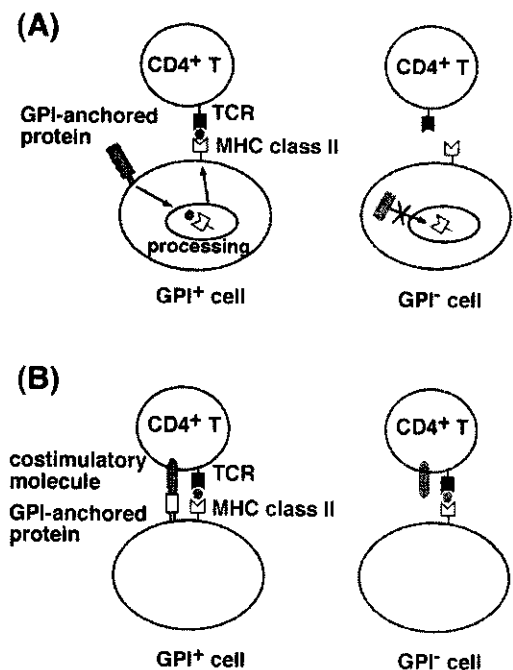 (A)
CD4+ T
CD4+ T
GPI-anchored
protein
TCR
MHC class II
processing
GPI+ cell
GPI- cell
(B)
CD4+ T
CD4+ T
costimulatory
molecule
TCR
GPI-anchored
protein
MHC class II
GPI+ cell
GPI- cell